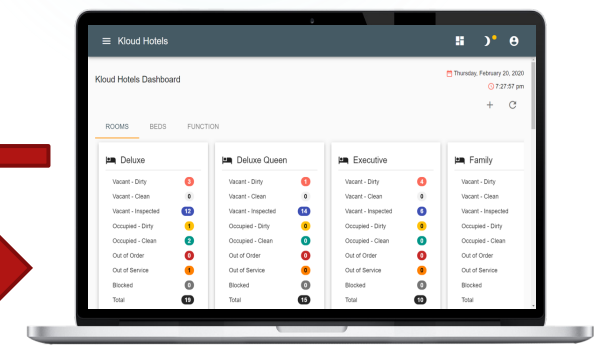 Kloud Hotels
Kloud Hotels Dashboard
Thursday, February 20, 2020
7:27:57 pm
ROOMS BEDS FUNCTION
Deluxe
Vacant - Dirty 3
Vacant - Clean 0
Vacant - Inspected 12
Occupied - Dirty 1
Occupied - Clean 2
Out of Order 0
Out of Service 1
Blocked 0
Total 19
Deluxe Queen
Vacant - Dirty 1
Vacant - Clean 0
Vacant - Inspected 14
Occupied - Dirty 0
Occupied - Clean 0
Out of Order 0
Out of Service 0
Blocked 0
Total 15
Executive
Vacant - Dirty 4
Vacant - Clean 0
Vacant - Inspected 6
Occupied - Dirty 0
Occupied - Clean 0
Out of Order 0
Out of Service 0
Blocked 0
Total 10
Family
Vacant - Dirty
Vacant - Clean
Vacant - Inspected
Occupied - Dirty
Occupied - Clean
Out of Order
Out of Service
Blocked
Total